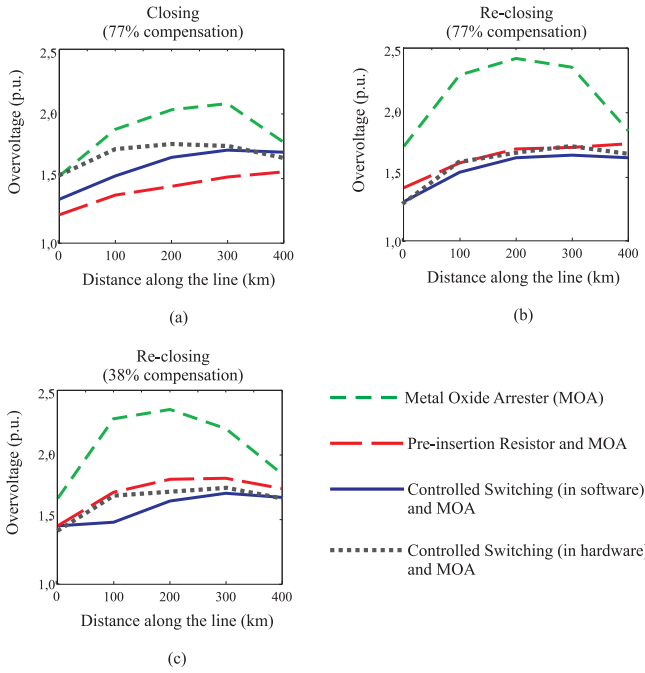 Closing
(77% compensation)
Overvoltage (p.u.)
2,5
2,0
1,5
1,0
0
100
200
300
400
Distance along the line (km)
(a)
Re-closing
(77% compensation)
Overvoltage (p.u.)
2,5
2,0
1,5
1,0
0
100
200
300
400
Distance along the line (km)
(b)
Re-closing
(38% compensation)
Overvoltage (p.u.)
2,5
2,0
1,5
1,0
0
100
200
300
400
Distance along the line (km)
(c)
Metal Oxide Arrester (MOA)
Pre-insertion Resistor and MOA
Controlled Switching (in software)
and MOA
Controlled Switching (in hardware)
and MOA